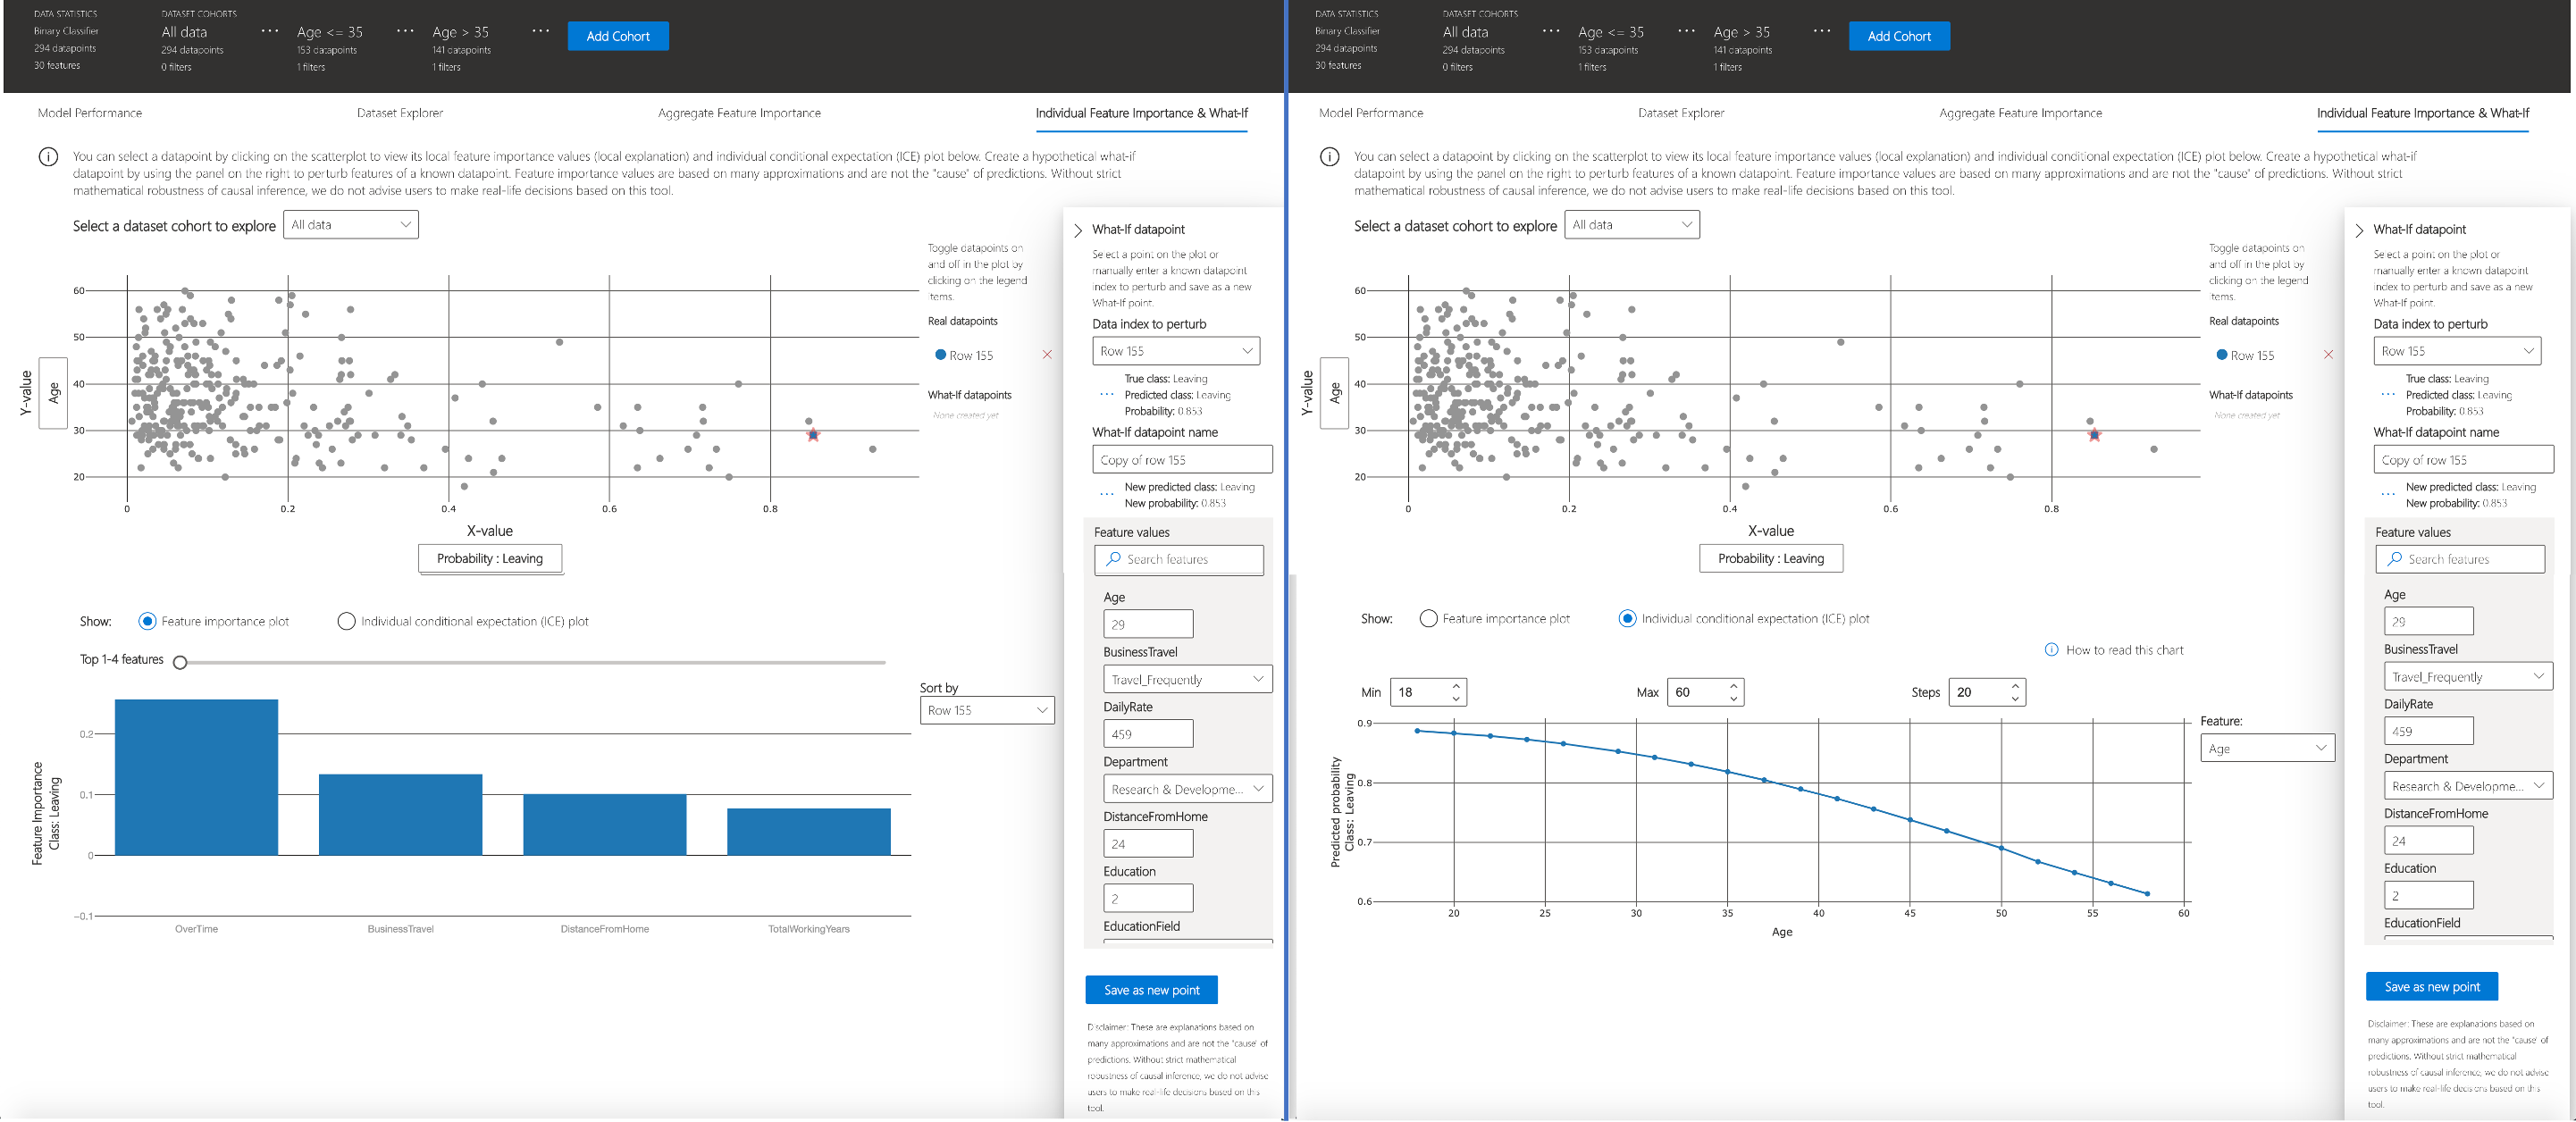 DATA STATISTICS
Binary Classifier
294 datapoints
30 features
DATASET COHORTS
All data
294 datapoints
0 filters
Age <= 35
153 datapoints
1 filters
Age > 35
141 datapoints
1 filters
Add Cohort
Model Performance
Dataset Explorer
Aggregate Feature Importance
Individual Feature Importance & What-If
You can select a datapoint by clicking on the scatterplot to view its local feature importance values (local explanation) and individual conditional expectation (ICE) plot below. Create a hypothetical what-if
datapoint by using the panel on the right to perturb features of a known datapoint. Feature importance values are based on many approximations and are not the "cause" of predictions. Without strict
mathematical robustness of causal inference, we do not advise users to make real-life decisions based on this tool.
Select a dataset cohort to explore
All data
Y-value
Age
60
50
40
30
20
0
0.2
0.4
0.6
0.8
X-value
Probability : Leaving
Toggle datapoints on
and off in the plot by
clicking on the legend
items.
Real datapoints
Row 155
What-If datapoints
None created yet
Show:
Feature importance plot
Individual conditional expectation (ICE) plot
Top 1-4 features
Sort by
Row 155
Feature Importance
Class: Leaving
0.2
0.1
0
−0.1
OverTime
BusinessTravel
DistanceFromHome
TotalWorkingYears
What-If datapoint
Select a point on the plot or
manually enter a known datapoint
index to perturb and save as a new
What-If point.
Data index to perturb
Row 155
True class: Leaving
Predicted class: Leaving
Probability: 0.853
What-If datapoint name
Copy of row 155
New predicted class: Leaving
New probability: 0.853
Feature values
Search features
Age
29
BusinessTravel
Travel_Frequently
DailyRate
459
Department
Research & Developme...
DistanceFromHome
24
Education
2
EducationField
Save as new point
Disclaimer: These are explanations based on
many approximations and are not the "cause" of
predictions. Without strict mathematical
robustness of causal inference, we do not advise
users to make real-life decisions based on this
tool.
DATA STATISTICS
Binary Classifier
294 datapoints
30 features
DATASET COHORTS
All data
294 datapoints
0 filters
Age <= 35
153 datapoints
1 filters
Age > 35
141 datapoints
1 filters
Add Cohort
Model Performance
Dataset Explorer
Aggregate Feature Importance
Individual Feature Importance & What-If
You can select a datapoint by clicking on the scatterplot to view its local feature importance values (local explanation) and individual conditional expectation (ICE) plot below. Create a hypothetical what-if
datapoint by using the panel on the right to perturb features of a known datapoint. Feature importance values are based on many approximations and are not the "cause" of predictions. Without strict
mathematical robustness of causal inference, we do not advise users to make real-life decisions based on this tool.
Select a dataset cohort to explore
All data
Y-value
Age
60
50
40
30
20
0
0.2
0.4
0.6
0.8
X-value
Probability : Leaving
Toggle datapoints on
and off in the plot by
clicking on the legend
items.
Real datapoints
Row 155
What-If datapoints
None created yet
Show:
Feature importance plot
Individual conditional expectation (ICE) plot
How to read this chart
Min
18
Max
60
Steps
20
Feature:
Age
Predicted probability
Class: Leaving
0.9
0.8
0.7
0.6
20
25
30
35
40
45
50
55
60
Age
What-If datapoint
Select a point on the plot or
manually enter a known datapoint
index to perturb and save as a new
What-If point.
Data index to perturb
Row 155
True class: Leaving
Predicted class: Leaving
Probability: 0.853
What-If datapoint name
Copy of row 155
New predicted class: Leaving
New probability: 0.853
Feature values
Search features
Age
29
BusinessTravel
Travel_Frequently
DailyRate
459
Department
Research & Developme...
DistanceFromHome
24
Education
2
EducationField
Save as new point
Disclaimer: These are explanations based on
many approximations and are not the "cause" of
predictions. Without strict mathematical
robustness of causal inference, we do not advise
users to make real-life decisions based on this
tool.